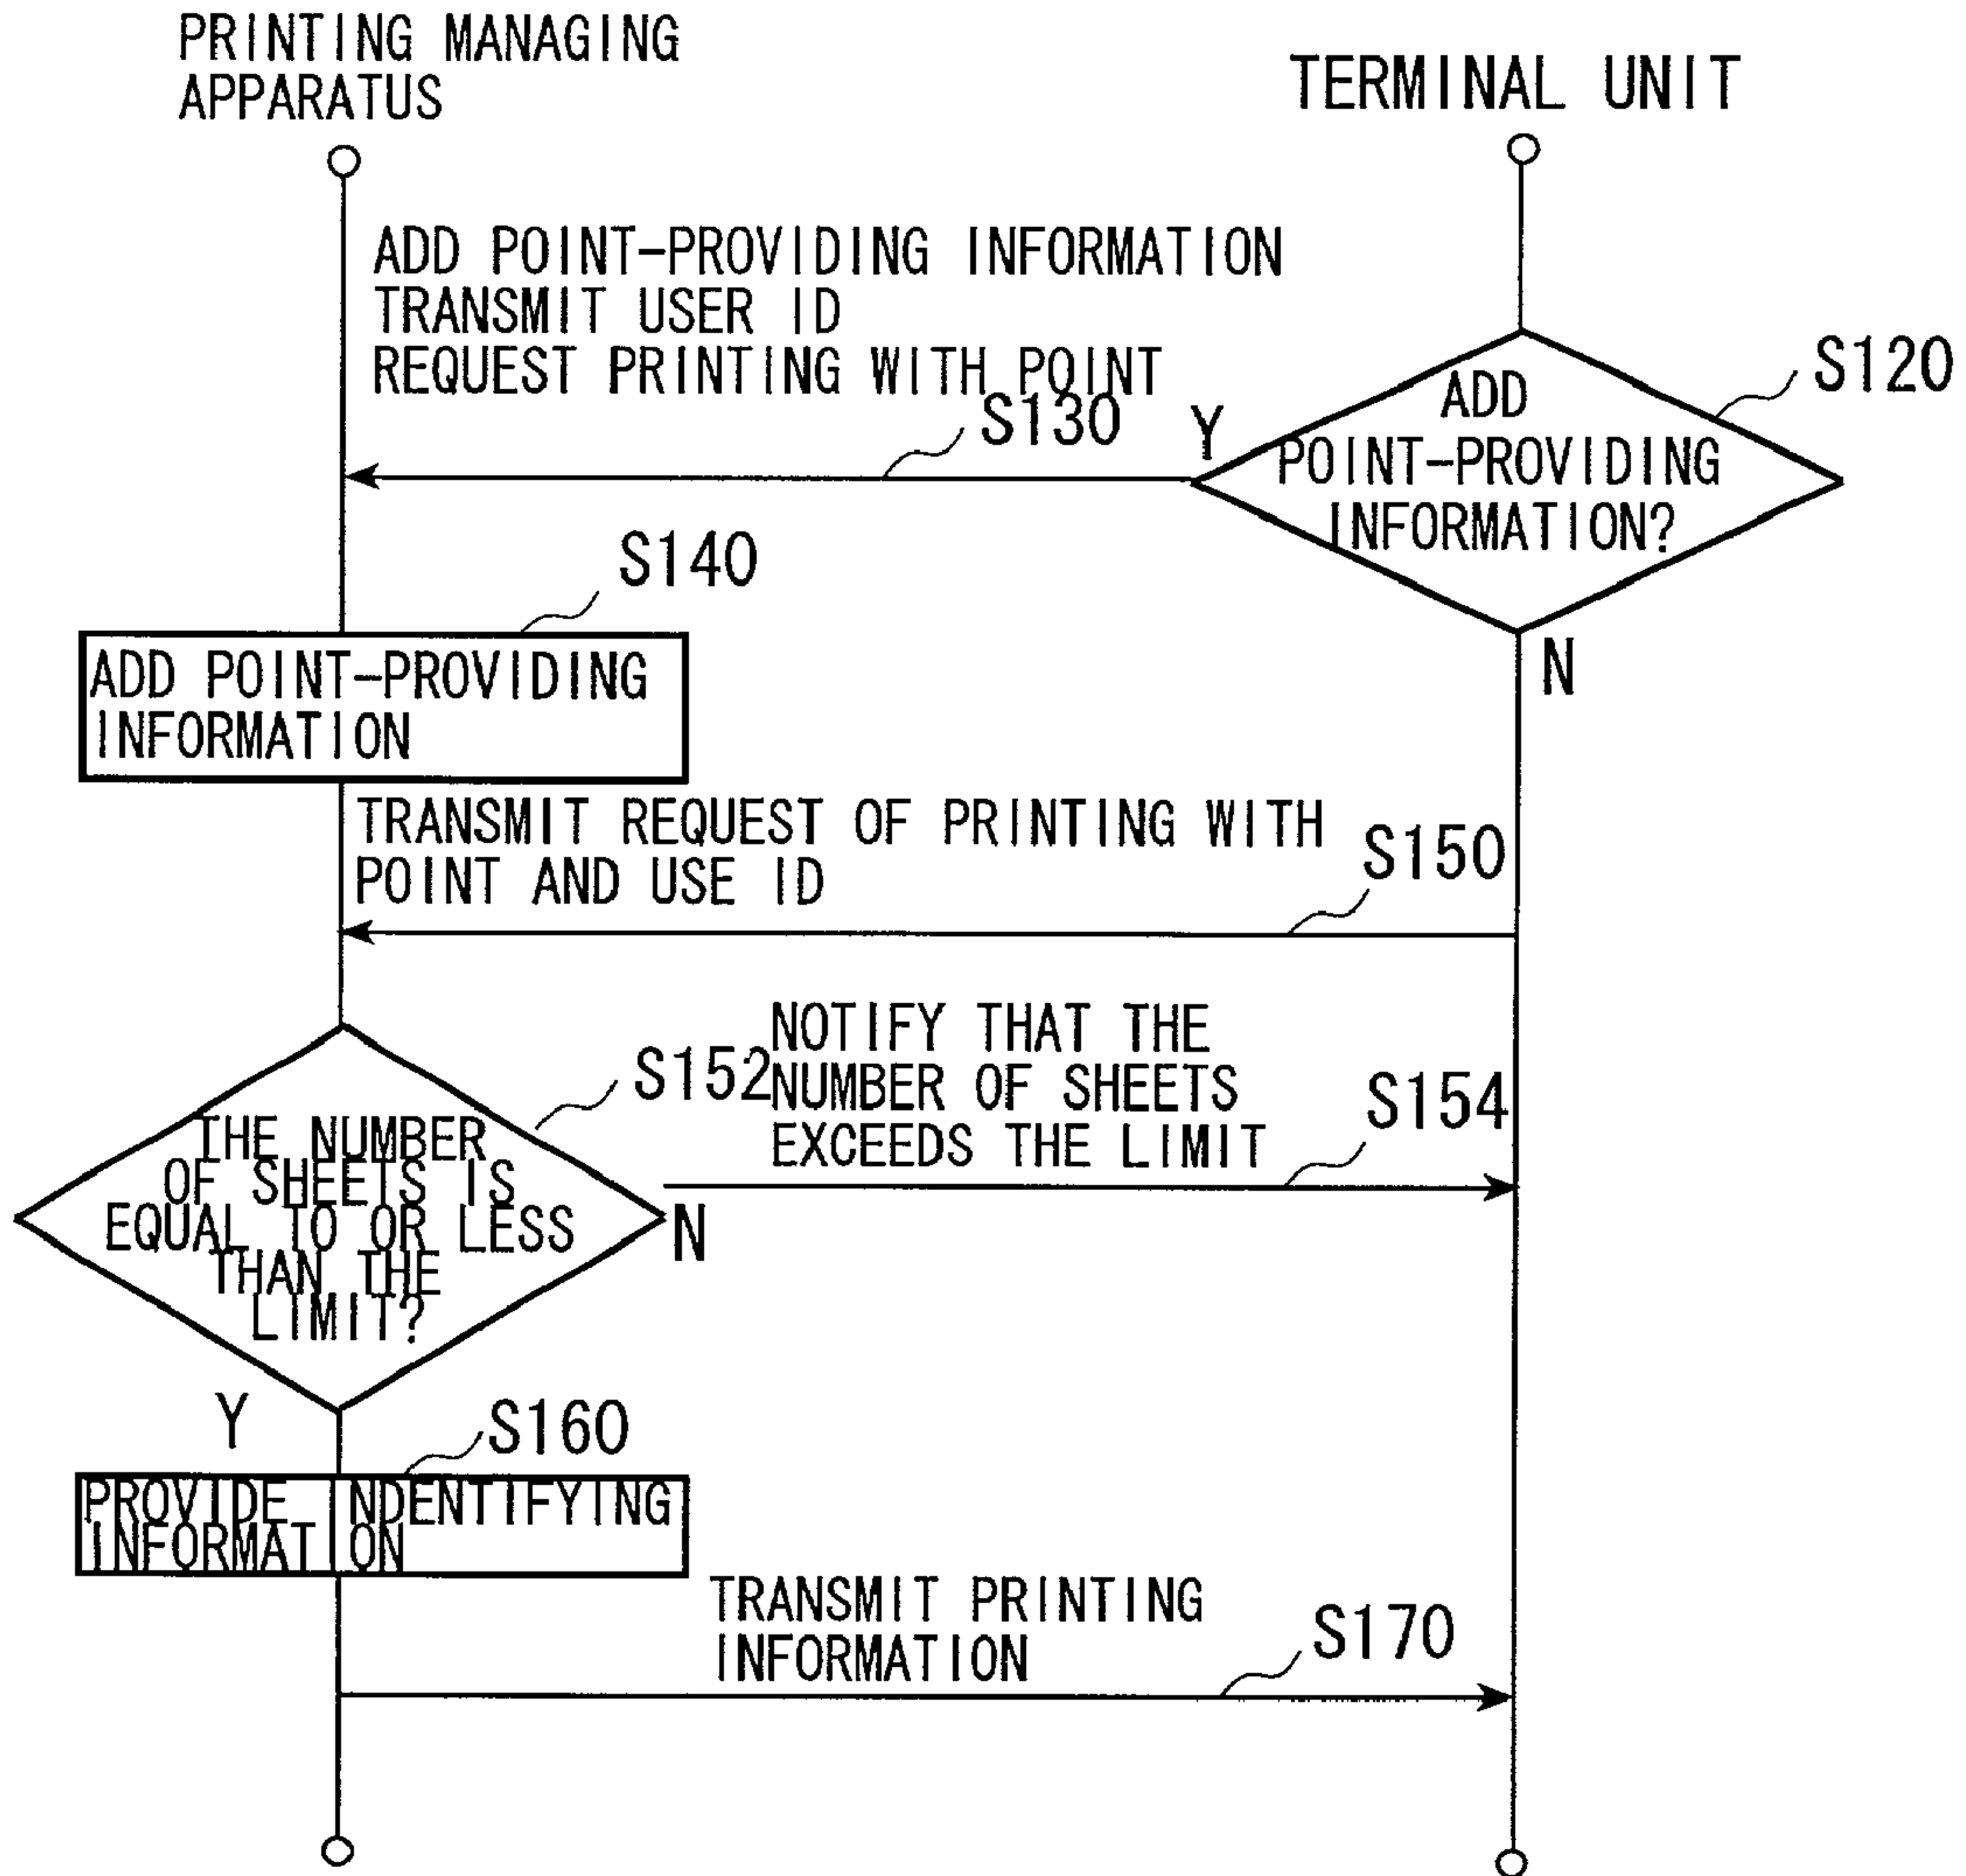 PRINTING MANAGING
APPARATUS
TERMINAL UNIT
ADD POINT-PROVIDING INFORMATION
TRANSMIT USER ID
REQUEST PRINTING WITH POINT
S130
Y
ADD
POINT-PROVIDING
INFORMATION?
S120
N
S140
ADD POINT-PROVIDING
INFORMATION
TRANSMIT REQUEST OF PRINTING WITH
POINT AND USE ID
S150
S152
THE NUMBER
OF SHEETS IS
EQUAL TO OR LESS
THAN THE
LIMIT?
NOTIFY THAT THE
NUMBER OF SHEETS
EXCEEDS THE LIMIT
S154
N
Y
S160
PROVIDE INDENTIFYING
INFORMATION
TRANSMIT PRINTING
INFORMATION
S170